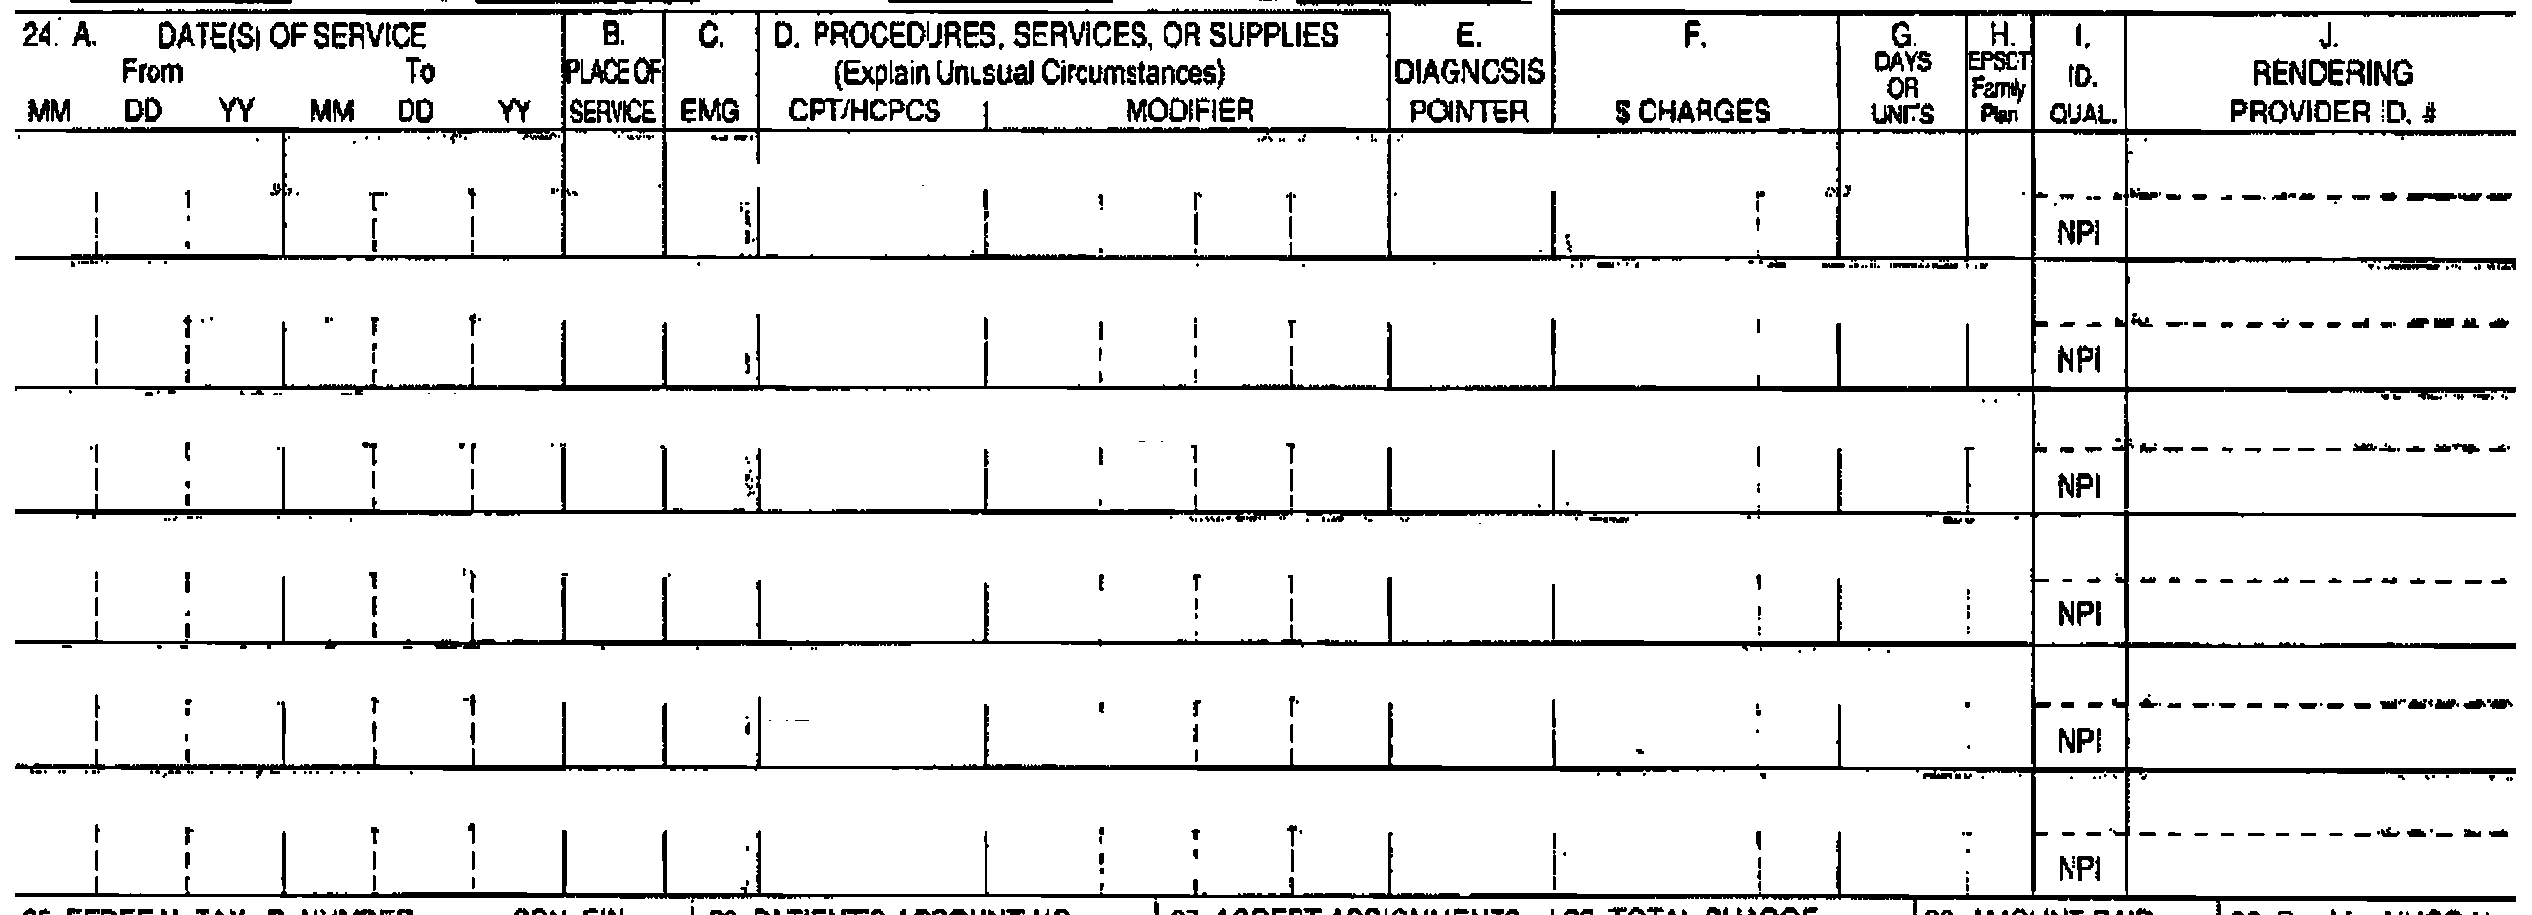 24. A. DATE(S) OF SERVICE B. C. D. PROCEDURES, SERVICES, OR SUPPLIES E. F. G. H. I. J.
From To PLACE OF (Explain Unusual Circumstances) DIAGNOSIS DAYS EPSDT ID. RENDERING
OR Family
MM DD YY MM DD YY SERVICE EMG CPT/HCPCS MODIFIER POINTER $ CHARGES UNITS Plan QUAL. PROVIDER ID. #
NPI
NPI
NPI
NPI
NPI
NPI